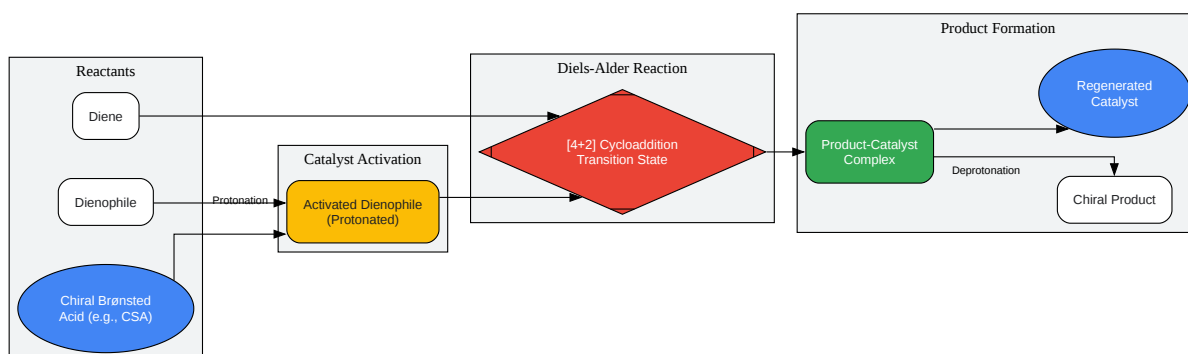 Reactants
Diene
Dienophile
Chiral Brønsted
Acid (e.g., CSA)
Protonation
Catalyst Activation
Activated Dienophile
(Protonated)
Diels-Alder Reaction
[4+2] Cycloaddition
Transition State
Product Formation
Product-Catalyst
Complex
Deprotonation
Regenerated
Catalyst
Chiral Product